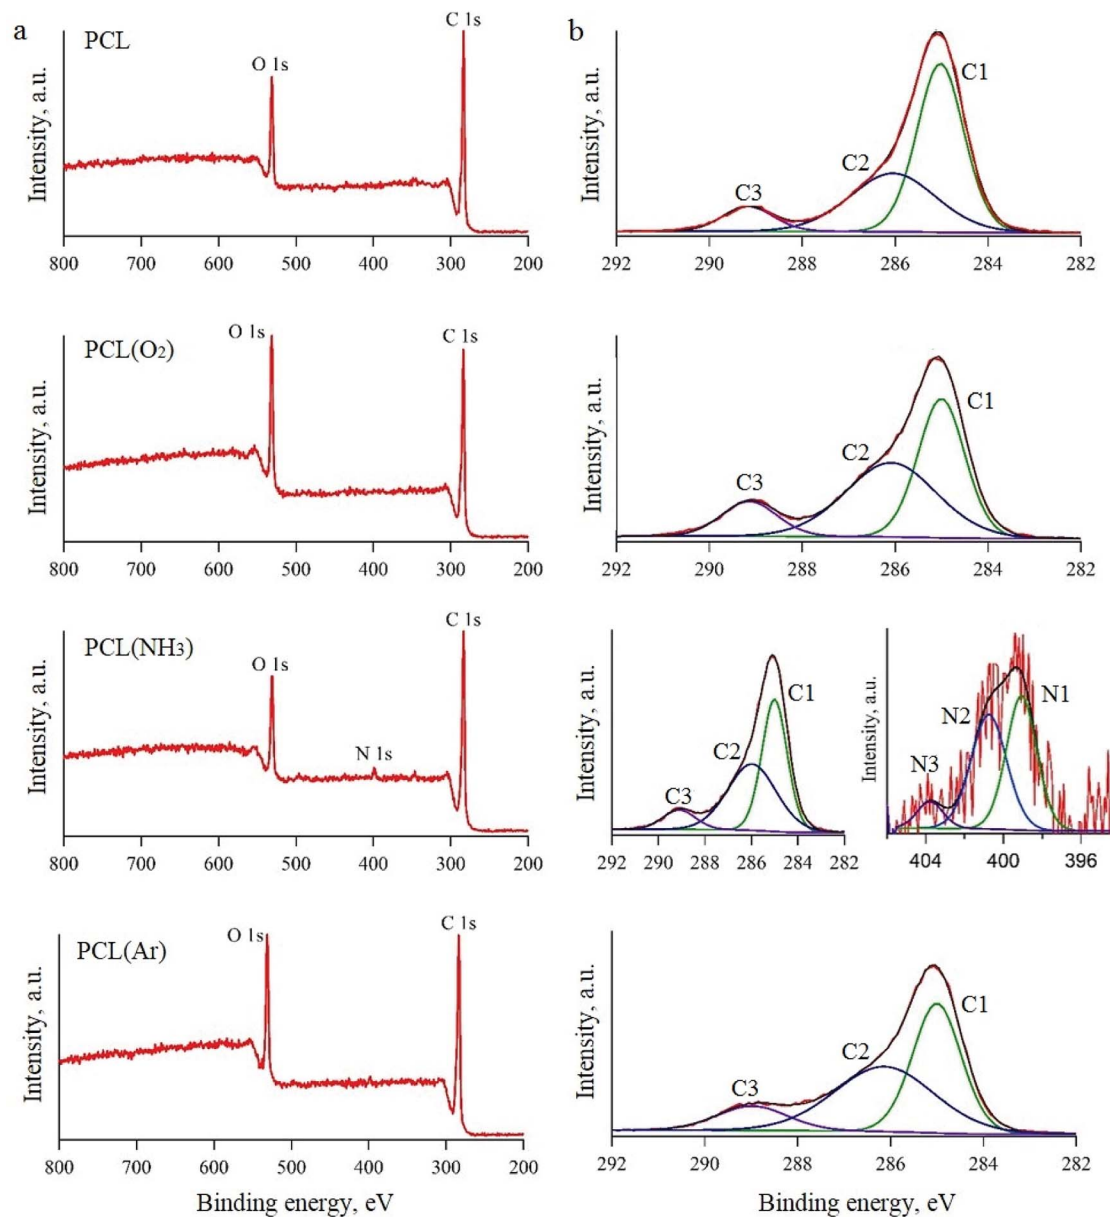 a
PCL
O 1s
C 1s
Intensity, a.u.
800 700 600 500 400 300 200
b
C1
C2
C3
Intensity, a.u.
292 290 288 286 284 282
PCL(O2)
O 1s
C 1s
Intensity, a.u.
800 700 600 500 400 300 200
C1
C2
C3
Intensity, a.u.
292 290 288 286 284 282
PCL(NH3)
O 1s
N 1s
C 1s
Intensity, a.u.
800 700 600 500 400 300 200
C1
C2
C3
Intensity, a.u.
292 290 288 286 284 282
N1
N2
N3
Intensity, a.u.
404 400 396
PCL(Ar)
O 1s
C 1s
Intensity, a.u.
800 700 600 500 400 300 200
Binding energy, eV
C1
C2
C3
Intensity, a.u.
292 290 288 286 284 282
Binding energy, eV